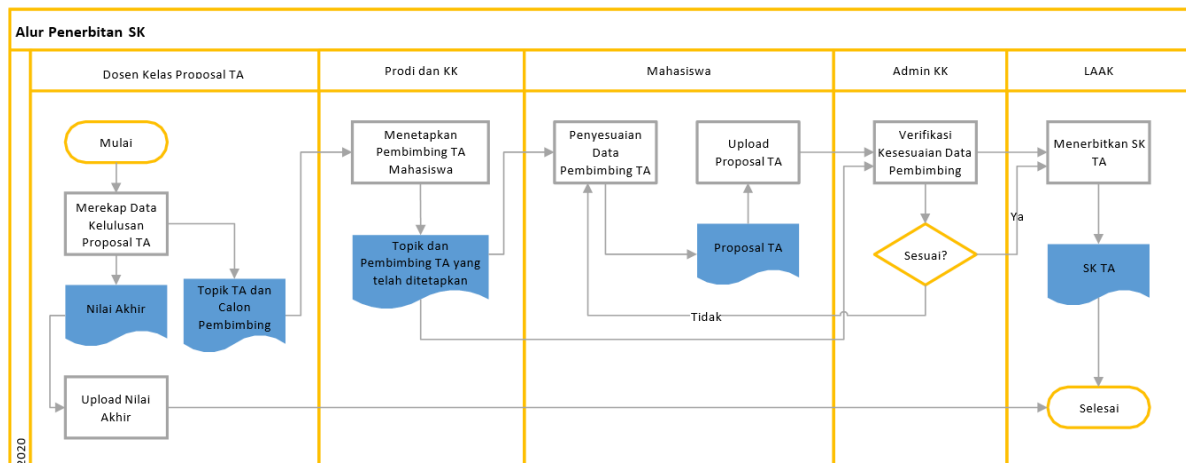 Alur Penerbitan SK
Dosen Kelas Proposal TA
Prodi dan KK
Mahasiswa
Admin KK
LAAK
Mulai
Merekap Data
Kelulusan
Proposal TA
Nilai Akhir
Topik TA dan
Calon
Pembimbing
Upload Nilai
Akhir
Menetapkan
Pembimbing TA
Mahasiswa
Topik dan
Pembimbing TA yang
telah ditetapkan
Penyesuaian
Data
Pembimbing TA
Upload
Proposal TA
Proposal TA
Tidak
Verifikasi
Kesesuaian Data
Pembimbing
Sesuai?
Ya
Menerbitkan SK
TA
SK TA
Selesai
2020